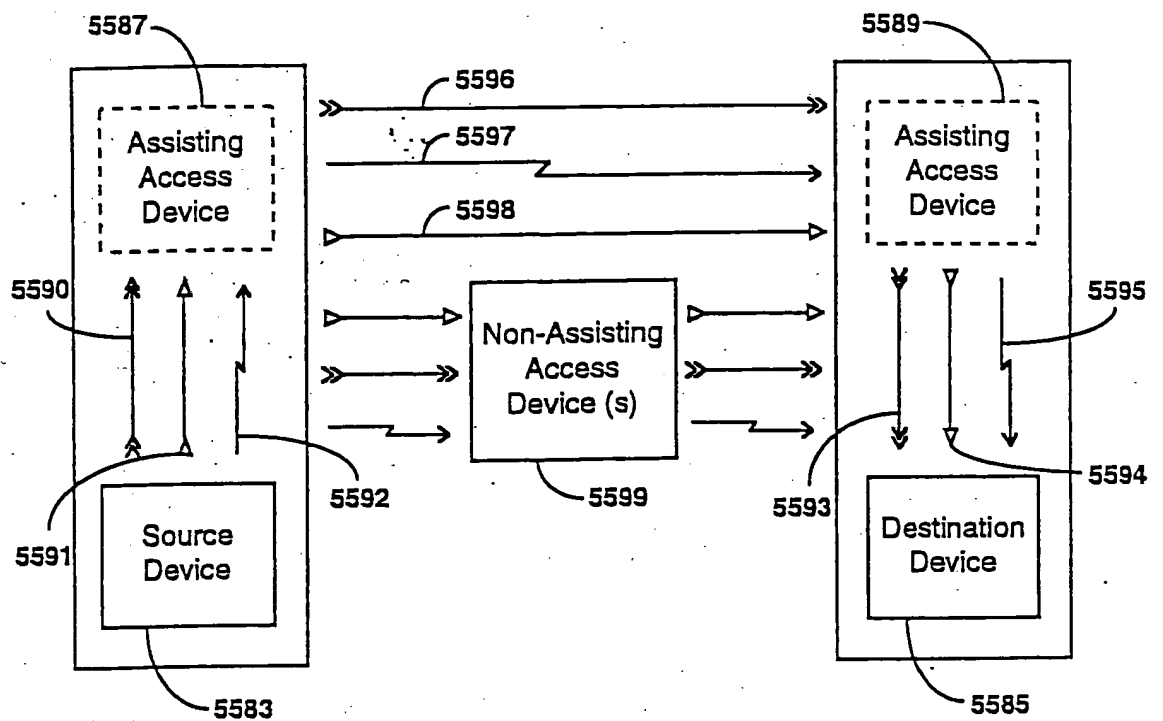 5587
5589
5596
5597
5598
Assisting
Access
Device
Assisting
Access
Device
5590
5595
Non-Assisting
Access
Device (s)
5591
5592
5599
5593
5594
Source
Device
Destination
Device
5583
5585